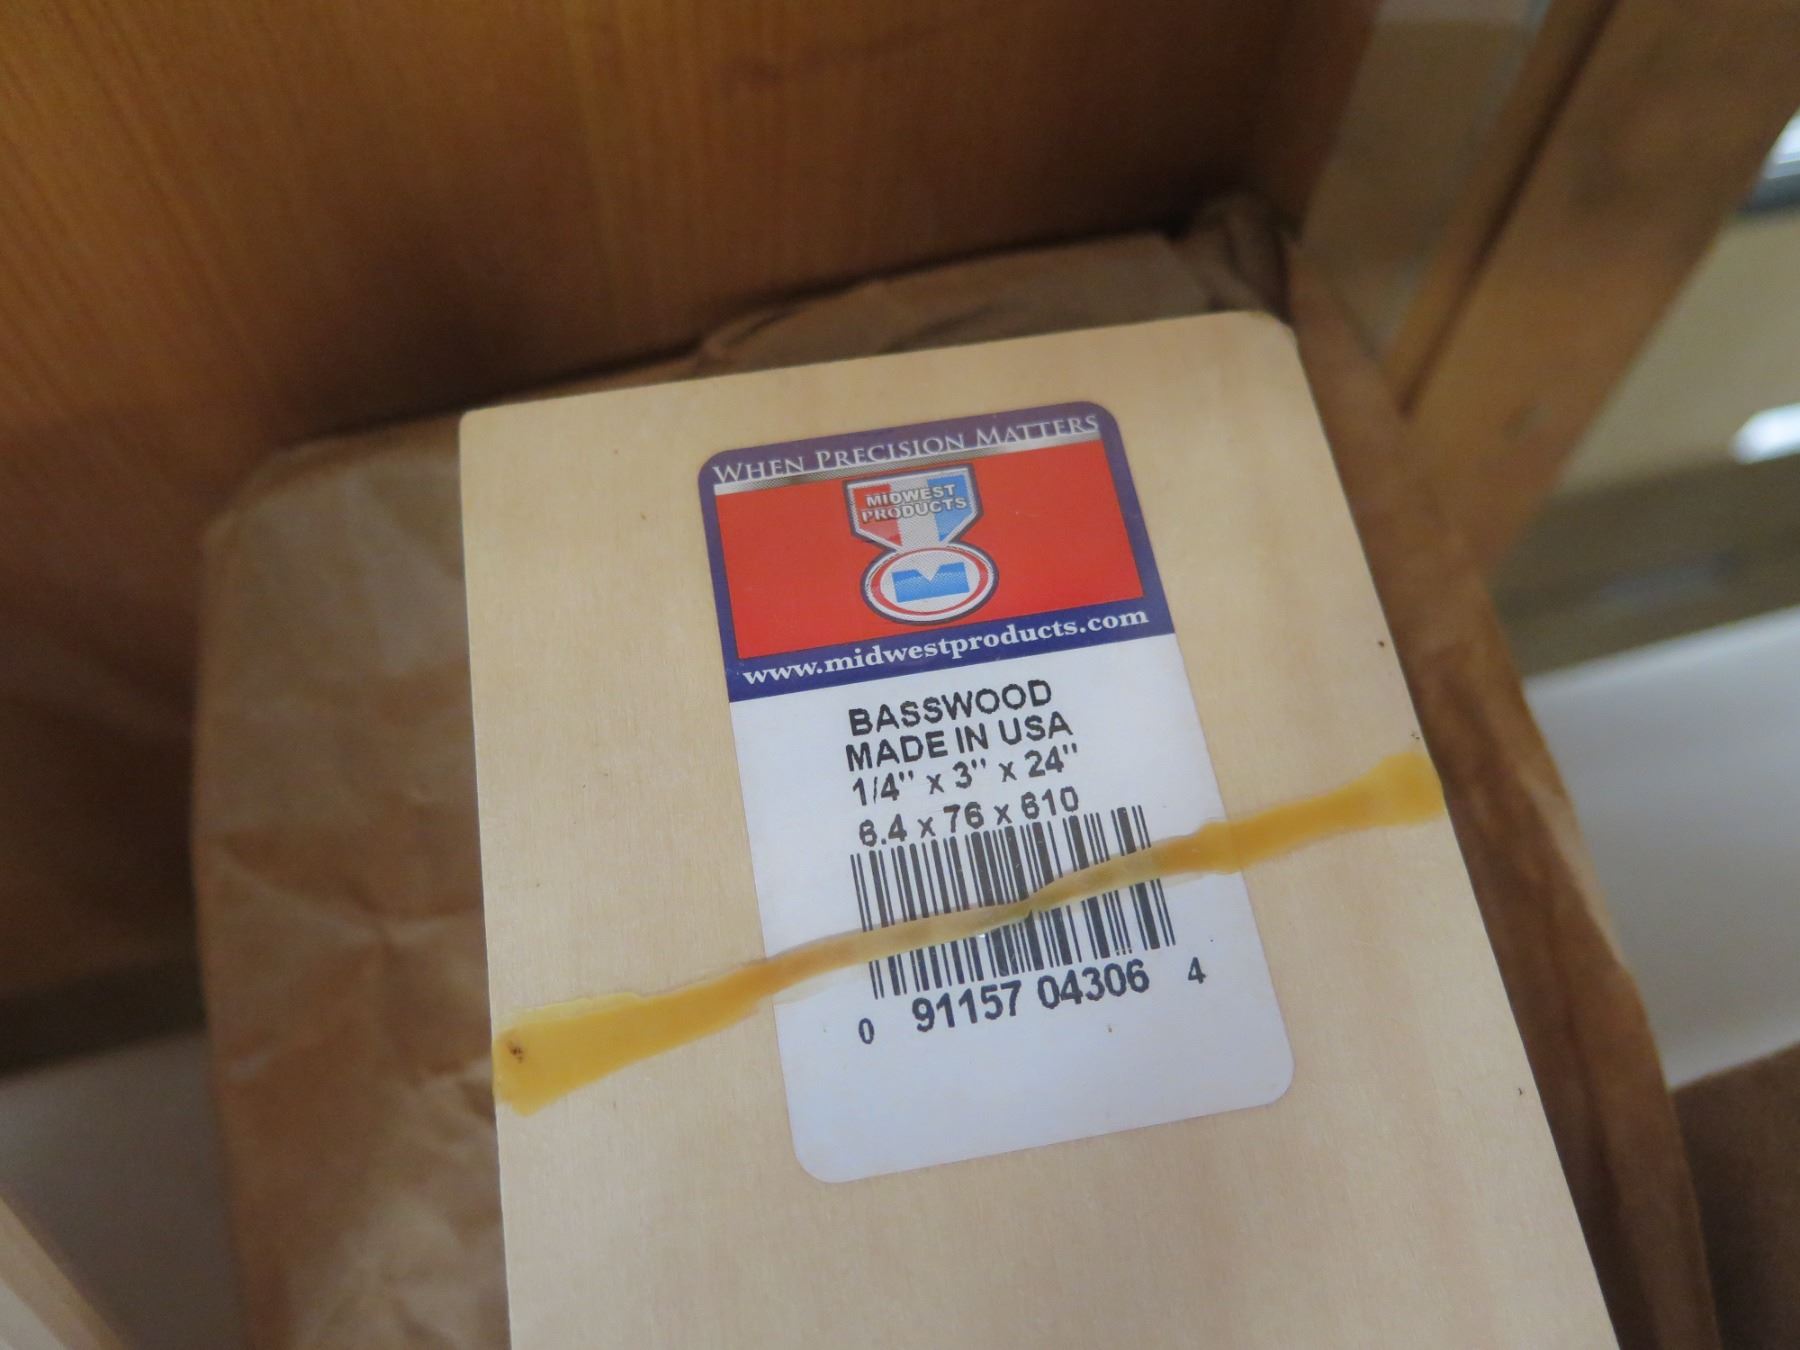 WHEN PRECISION MATTERS
MIDWEST
PRODUCTS
www.midwestproducts.com
BASSWOOD
MADE IN USA
1/4" x 3" x 24"
6.4 x 76 x 610
0 91157 04306 4